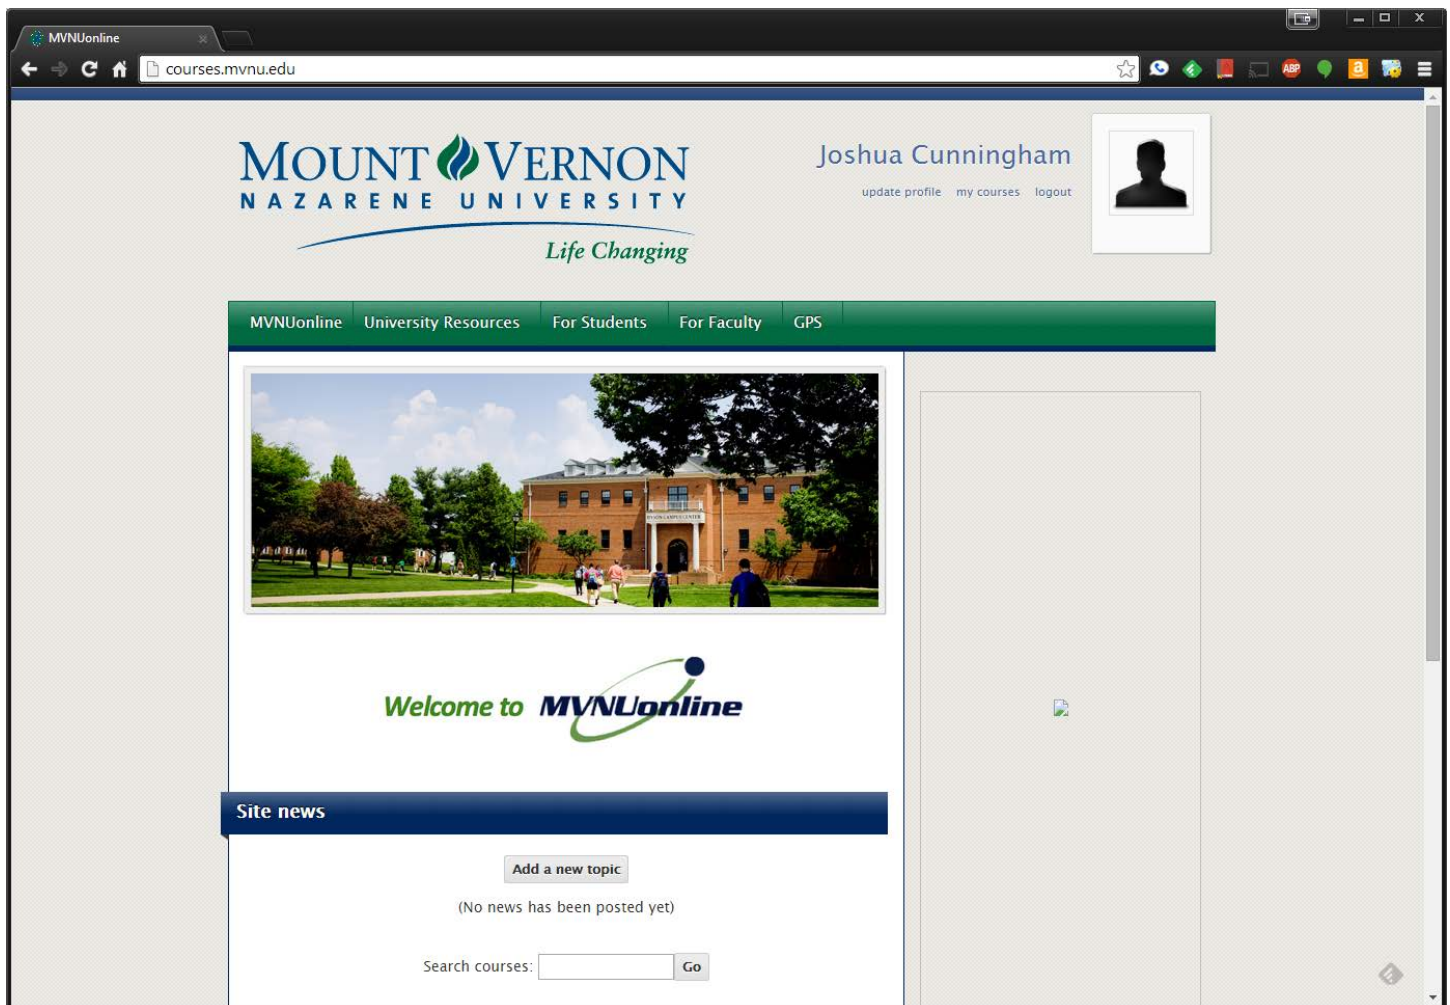 MVNUonline
courses.mvnu.edu
ABP
a
MOUNT VERNON
NAZARENE UNIVERSITY
Life Changing
Joshua Cunningham
update profile my courses logout
MVNUonline University Resources For Students For Faculty GPS
Welcome to MVNUonline
Site news
Add a new topic
(No news has been posted yet)
Search courses: Go